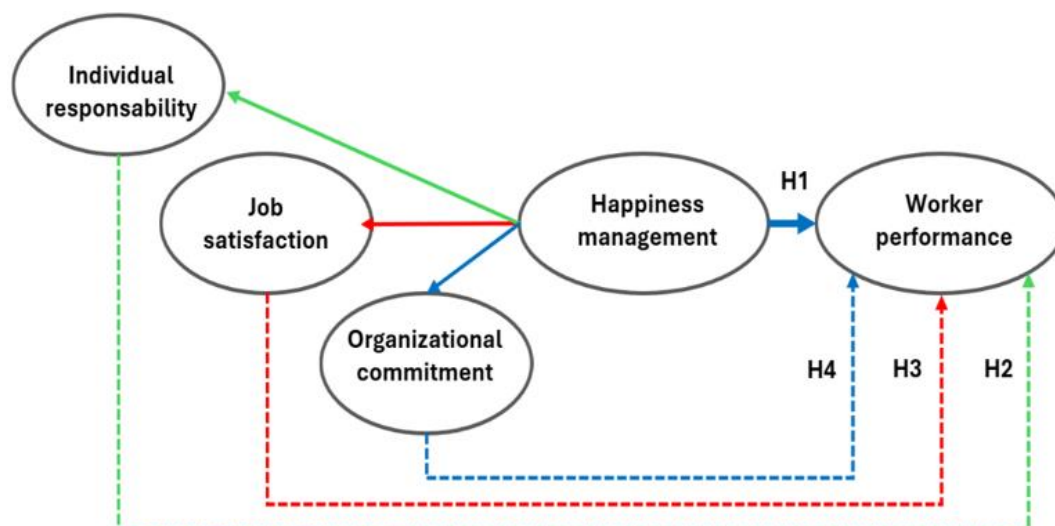 Individual
responsability
Job
satisfaction
Organizational
commitment
Happiness
management
H1
Worker
performance
H4
H3
H2